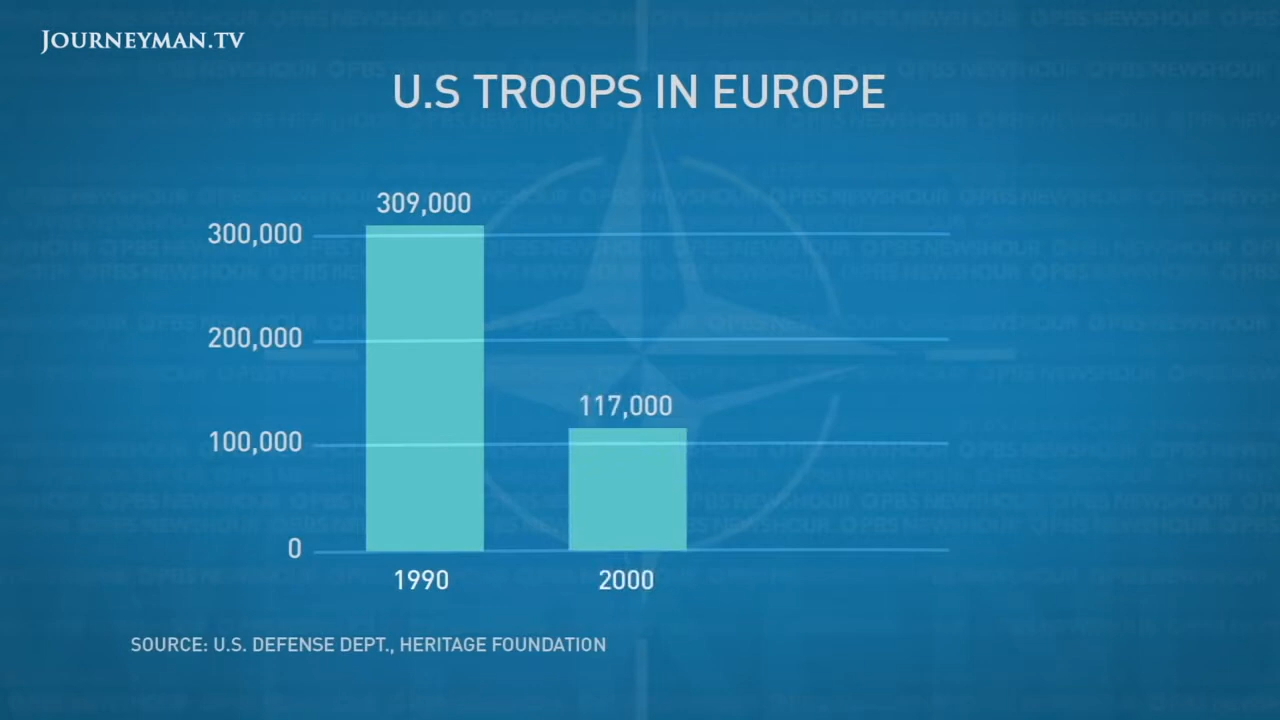 JOURNEYMAN.TV
U.S TROOPS IN EUROPE
309,000
300,000
200,000
117,000
100,000
0
1990 2000
SOURCE: U.S. DEFENSE DEPT., HERITAGE FOUNDATION